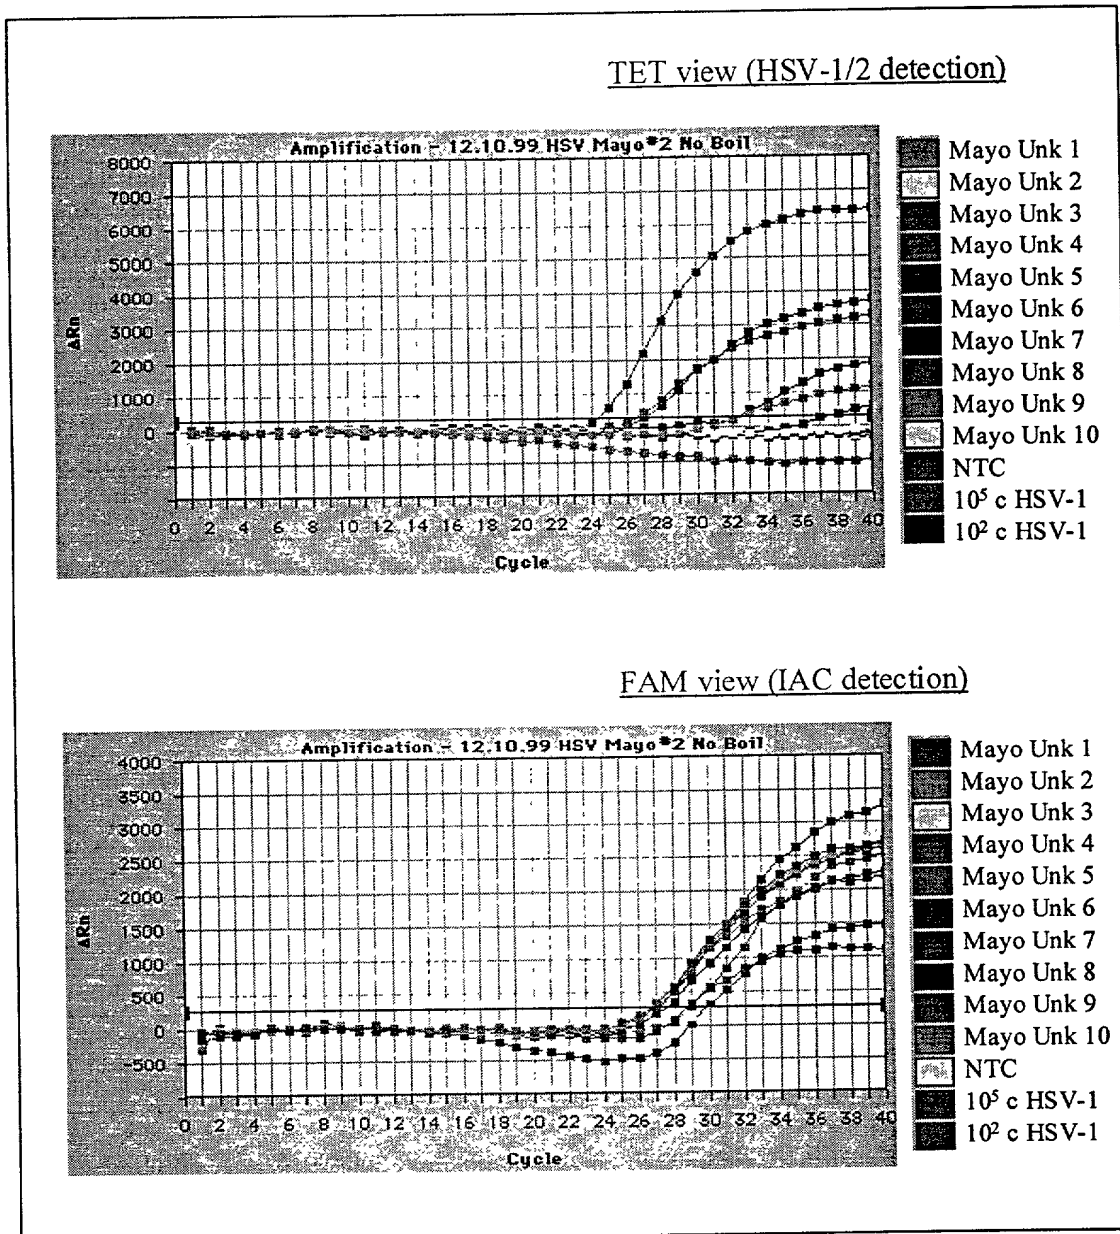 TET view (HSV-1/2 detection)
Amplification - 12.10.99 HSV Mayo#2 No Boil
8000
7000
6000
5000
4000
3000
2000
1000
0
ΔRn
0 2 4 6 8 10 12 14 16 18 20 22 24 26 28 30 32 34 36 38 40
Cycle
Mayo Unk 1
Mayo Unk 2
Mayo Unk 3
Mayo Unk 4
Mayo Unk 5
Mayo Unk 6
Mayo Unk 7
Mayo Unk 8
Mayo Unk 9
Mayo Unk 10
NTC
10⁵ c HSV-1
10² c HSV-1
FAM view (IAC detection)
Amplification - 12.10.99 HSV Mayo#2 No Boil
4000
3500
3000
2500
2000
1500
1000
500
0
-500
ΔRn
0 2 4 6 8 10 12 14 16 18 20 22 24 26 28 30 32 34 36 38 40
Cycle
Mayo Unk 1
Mayo Unk 2
Mayo Unk 3
Mayo Unk 4
Mayo Unk 5
Mayo Unk 6
Mayo Unk 7
Mayo Unk 8
Mayo Unk 9
Mayo Unk 10
NTC
10⁵ c HSV-1
10² c HSV-1